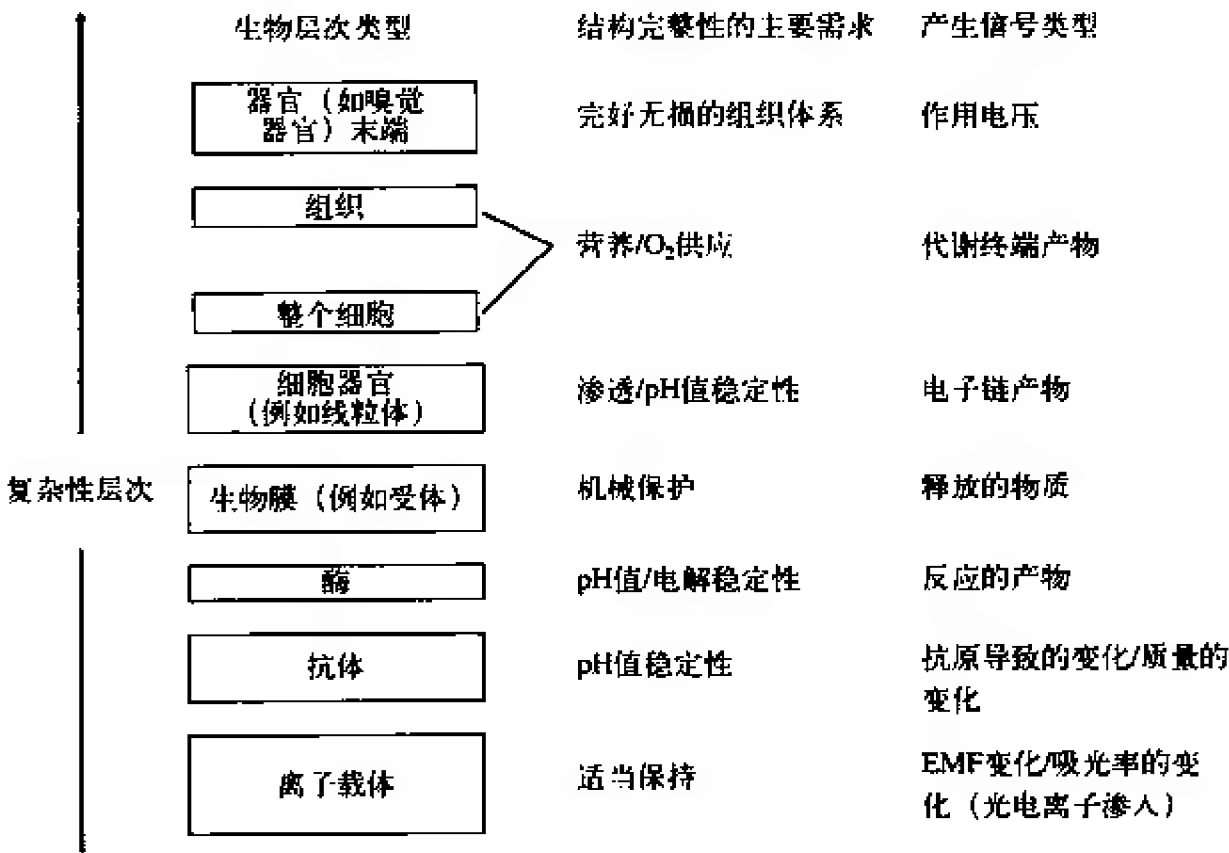 生物层次类型 结构完整性的主要需求 产生信号类型
器官（如嗅觉
器官）末端
完好无损的组织体系 作用电压
组织
营养/O₂供应 代谢终端产物
整个细胞
细胞器官
（例如线粒体）
渗透/pH值稳定性 电子链产物
复杂性层次 生物膜（例如受体） 机械保护 释放的物质
酶 pH值/电解稳定性 反应的产物
抗体 pH值稳定性 抗原导致的变化/质量的
变化
离子载体 适当保持 EMF变化/吸光率的变
化（光电离子渗入）